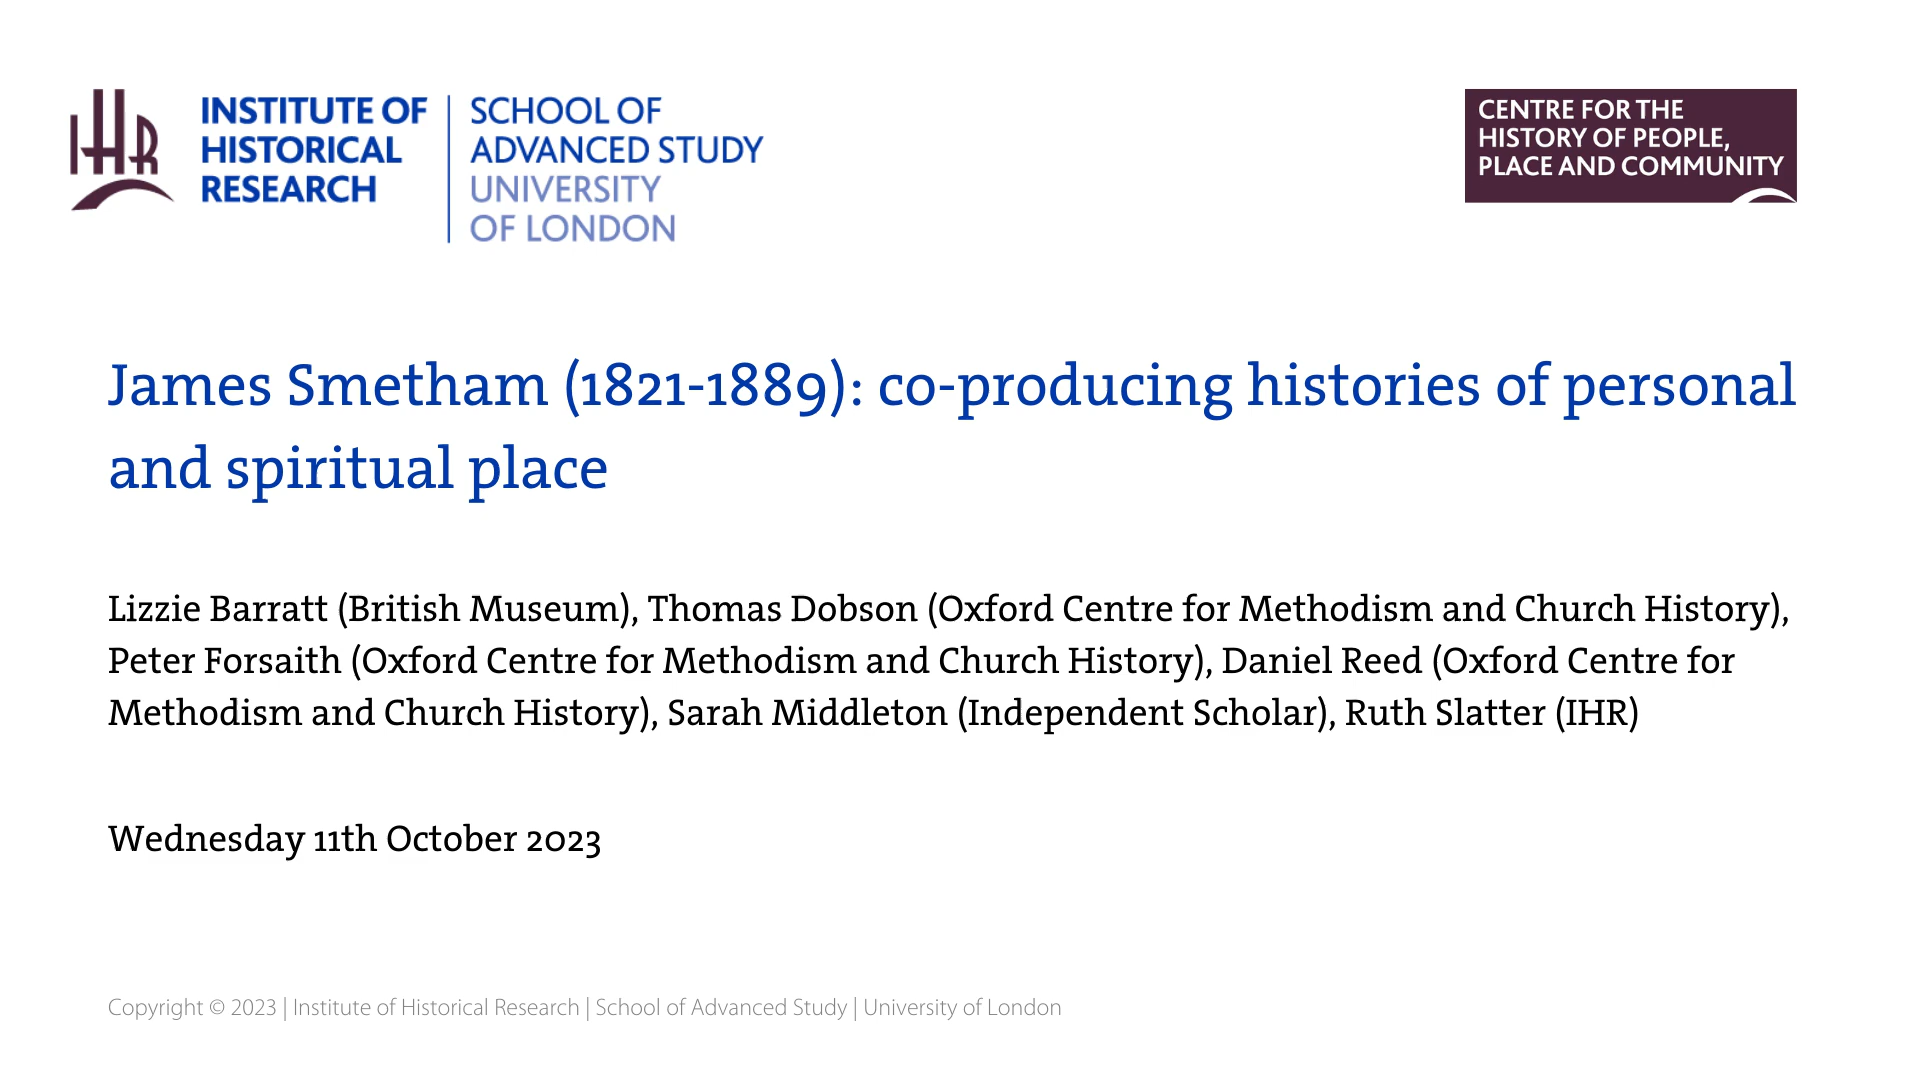 IHR
INSTITUTE OF
HISTORICAL
RESEARCH
SCHOOL OF
ADVANCED STUDY
UNIVERSITY
OF LONDON
CENTRE FOR THE
HISTORY OF PEOPLE,
PLACE AND COMMUNITY
James Smetham (1821-1889): co-producing histories of personal
and spiritual place
Lizzie Barratt (British Museum), Thomas Dobson (Oxford Centre for Methodism and Church History),
Peter Forsaith (Oxford Centre for Methodism and Church History), Daniel Reed (Oxford Centre for
Methodism and Church History), Sarah Middleton (Independent Scholar), Ruth Slatter (IHR)
Wednesday 11th October 2023
Copyright © 2023 | Institute of Historical Research | School of Advanced Study | University of London